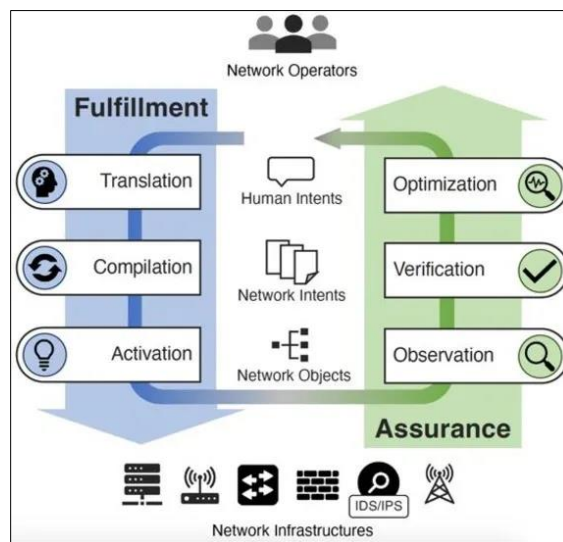 Network Operators
Fulfillment
Translation
Human Intents
Optimization
Compilation
Network Intents
Verification
Activation
Network Objects
Observation
Assurance
IDS/IPS
Network Infrastructures